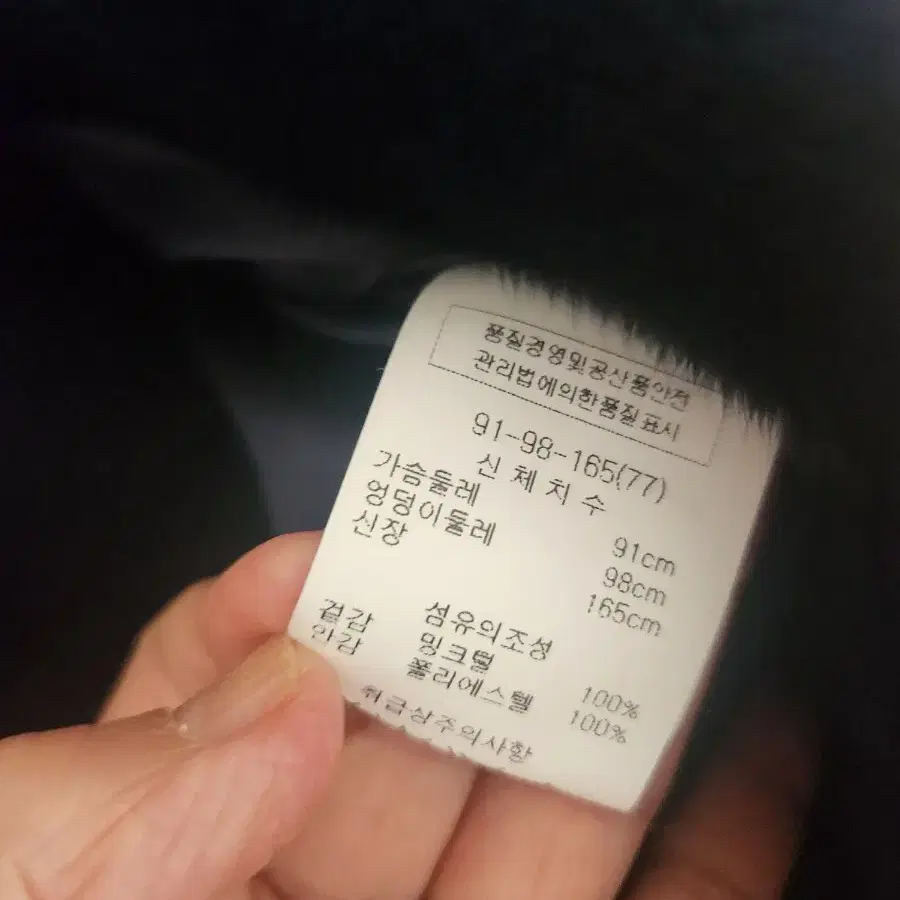 품질경영및공산품안전
관리법에의한품질표시
91-98-165(77)
신 체 치 수
가슴둘레 91cm
엉덩이둘레 98cm
신장 165cm
섬유의조성
겉감 밍크털 100%
안감 폴리에스텔 100%
취급상주의사항